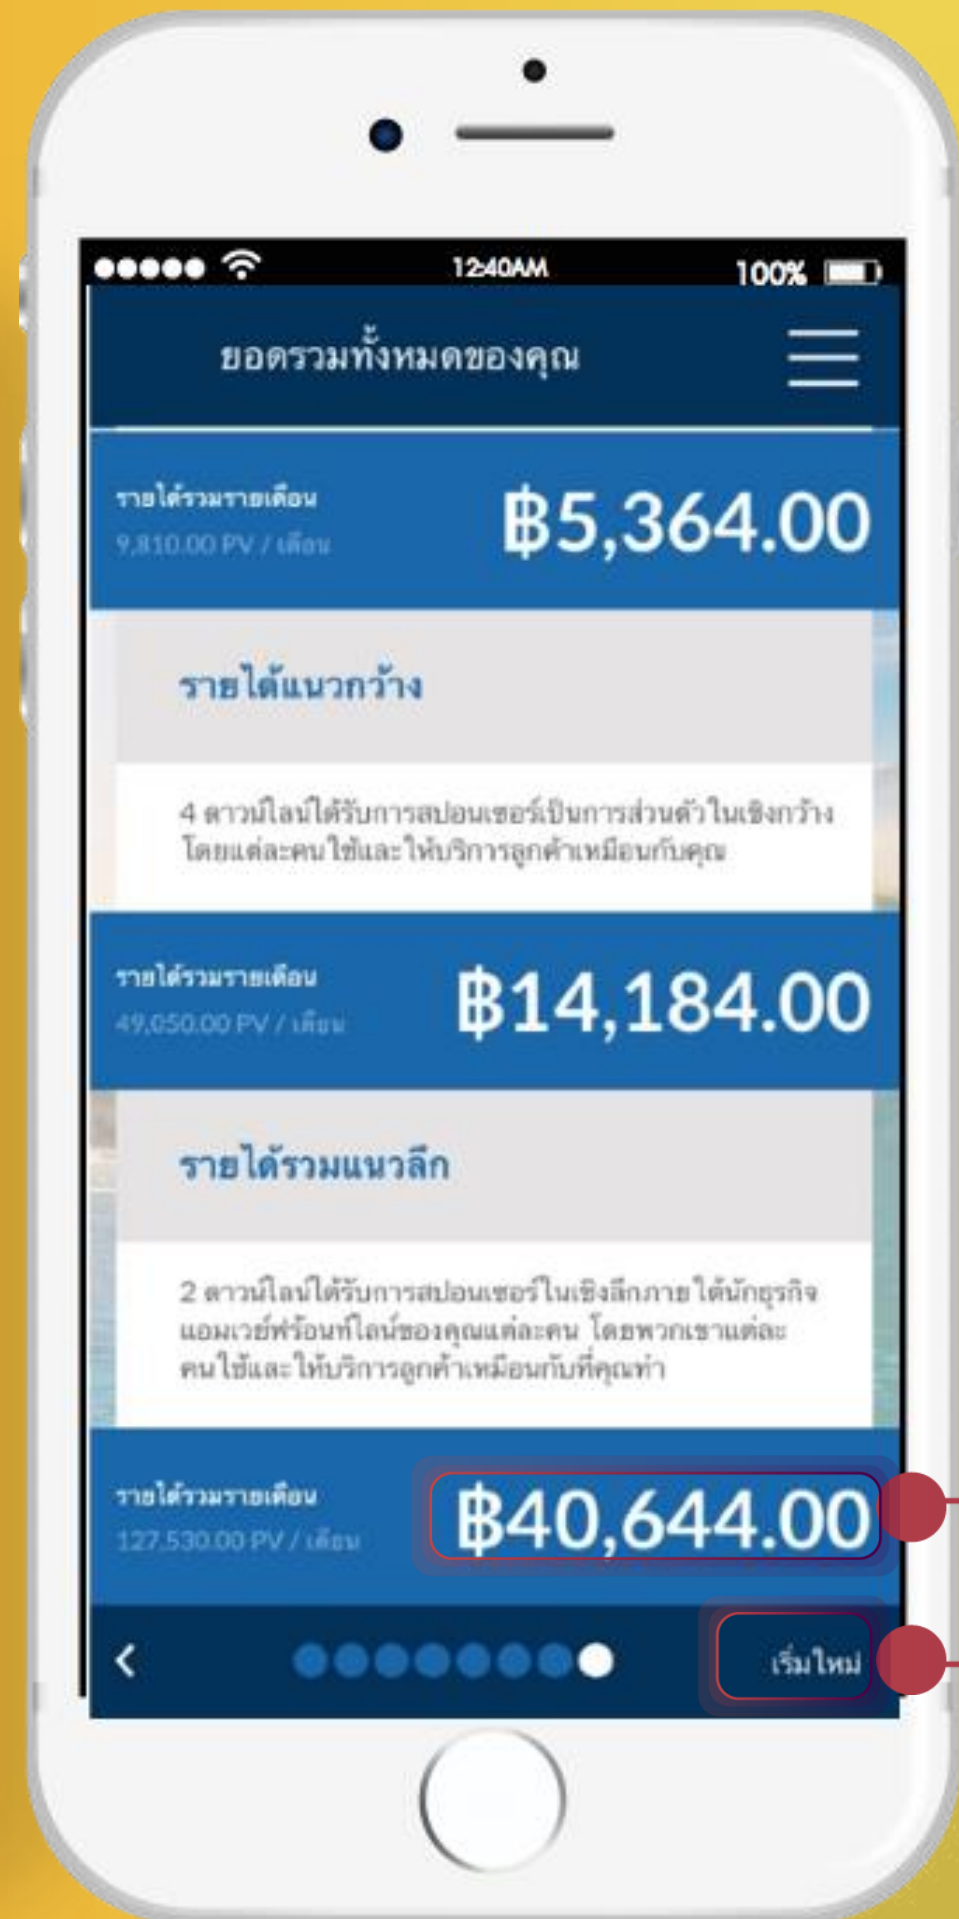 12:40AM
100%
ยอดรวมทั้งหมดของคุณ
รายได้รวมรายเดือน
฿5,364.00
9,810.00 PV / เดือน
รายได้แนวกว้าง
4 ดาวน์ไลน์ได้รับการสปอนเซอร์เป็นการส่วนตัวในเชิงกว้าง
โดยแต่ละคนใช้และให้บริการลูกค้าเหมือนกับคุณ
รายได้รวมรายเดือน
฿14,184.00
49,050.00 PV / เดือน
รายได้รวมแนวลึก
2 ดาวน์ไลน์ได้รับการสปอนเซอร์ในเชิงลึกภายใต้นักธุรกิจ
แอมเวย์ฟร้อนท์ไลน์ของคุณแต่ละคน โดยพวกเขาแต่ละ
คนใช้และให้บริการลูกค้าเหมือนกับที่คุณทำ
รายได้รวมรายเดือน
฿40,644.00
127,530.00 PV / เดือน
เริ่มใหม่